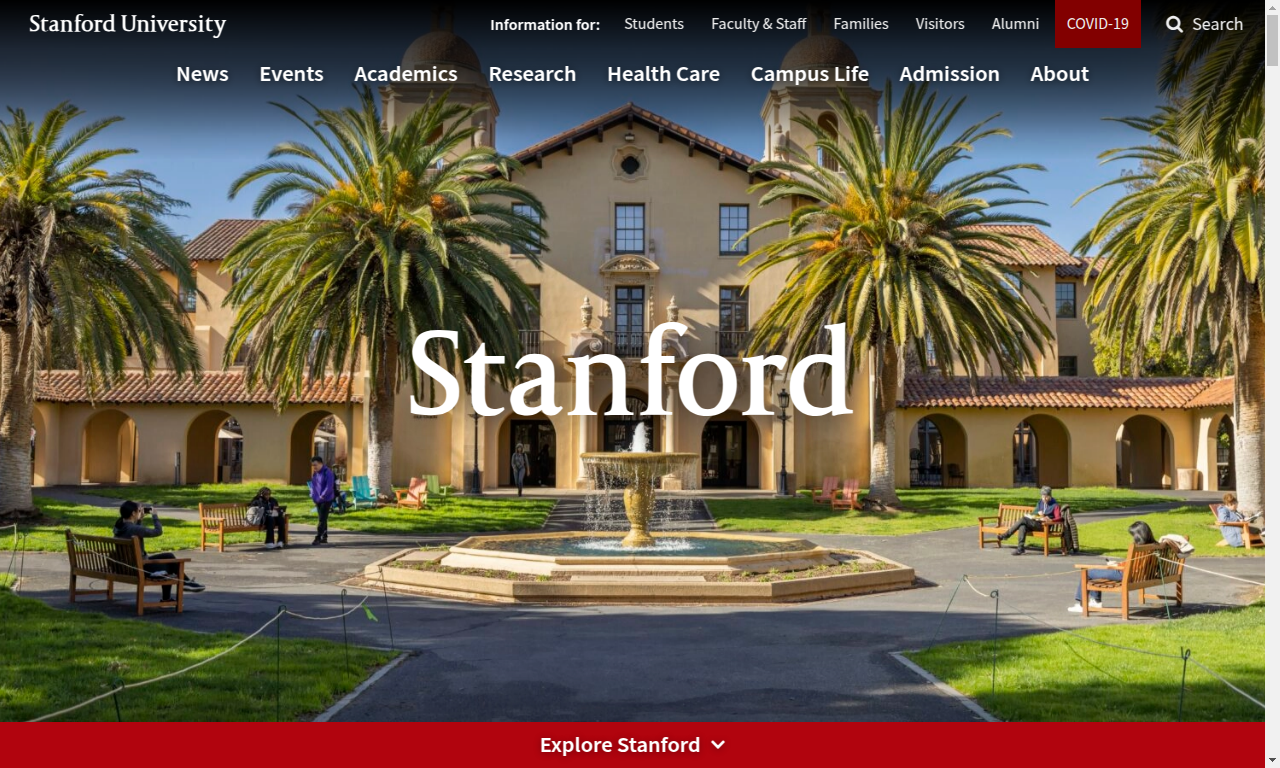 Stanford University
Information for: Students Faculty & Staff Families Visitors Alumni COVID-19 Search
News Events Academics Research Health Care Campus Life Admission About
Stanford
Explore Stanford